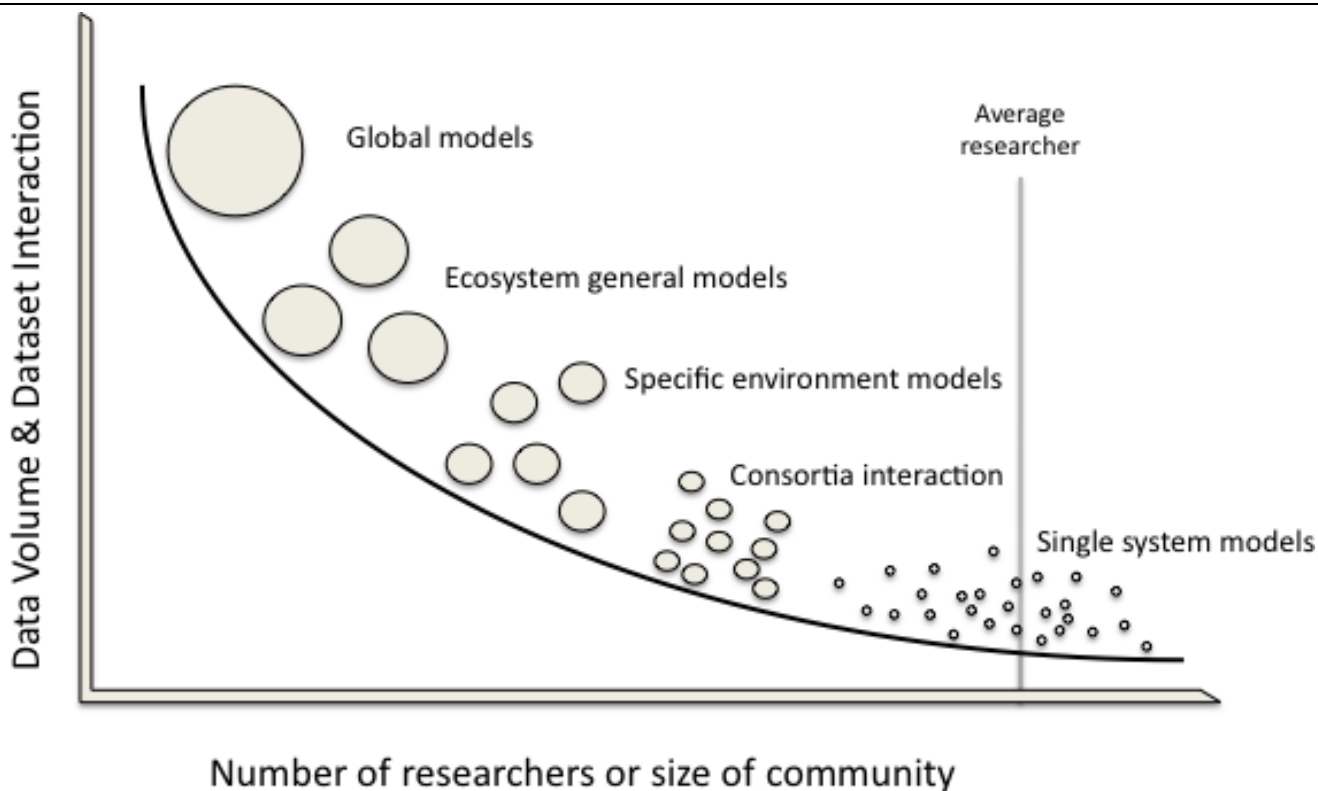 Data Volume & Dataset Interaction
Global models
Average
researcher
Ecosystem general models
Specific environment models
Consortia interaction
Single system models
Number of researchers or size of community